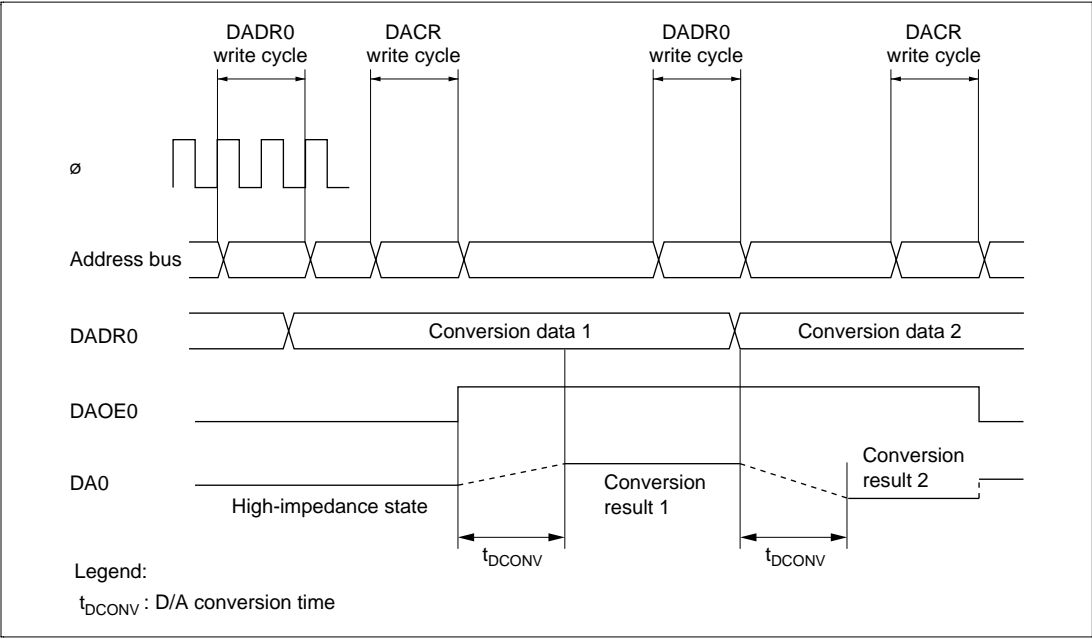 DADR0
write cycle
DACR
write cycle
DADR0
write cycle
DACR
write cycle
ø
Address bus
DADR0
Conversion data 1
Conversion data 2
DAOE0
DA0
High-impedance state
Conversion
result 1
Conversion
result 2
tDCONV
tDCONV
Legend:
tDCONV : D/A conversion time